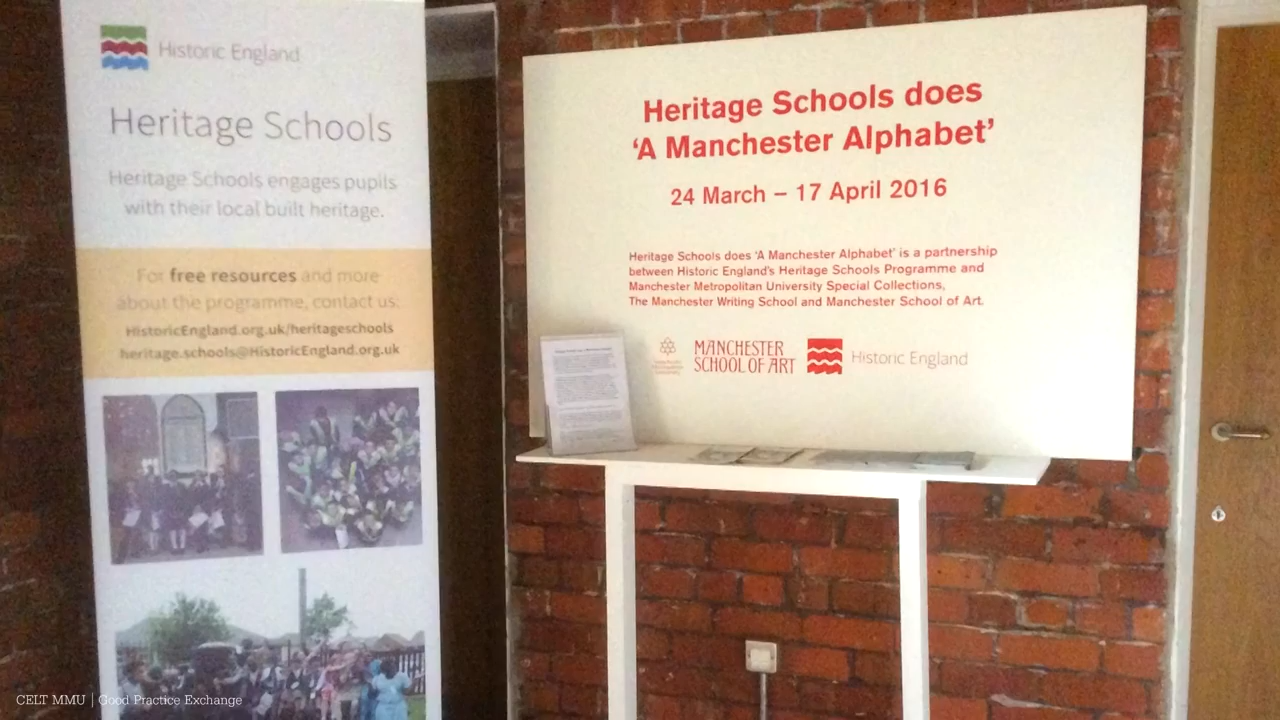 Historic England
Heritage Schools
Heritage Schools engages pupils
with their local built heritage.
For free resources and more
about the programme, contact us:
HistoricEngland.org.uk/heritageschools
heritage.schools@HistoricEngland.org.uk
Heritage Schools does
‘A Manchester Alphabet’
24 March – 17 April 2016
Heritage Schools does ‘A Manchester Alphabet’ is a partnership
between Historic England’s Heritage Schools Programme and
Manchester Metropolitan University Special Collections,
The Manchester Writing School and Manchester School of Art.
MANCHESTER
SCHOOL OF ART
Historic England
CELT MMU | Good Practice Exchange